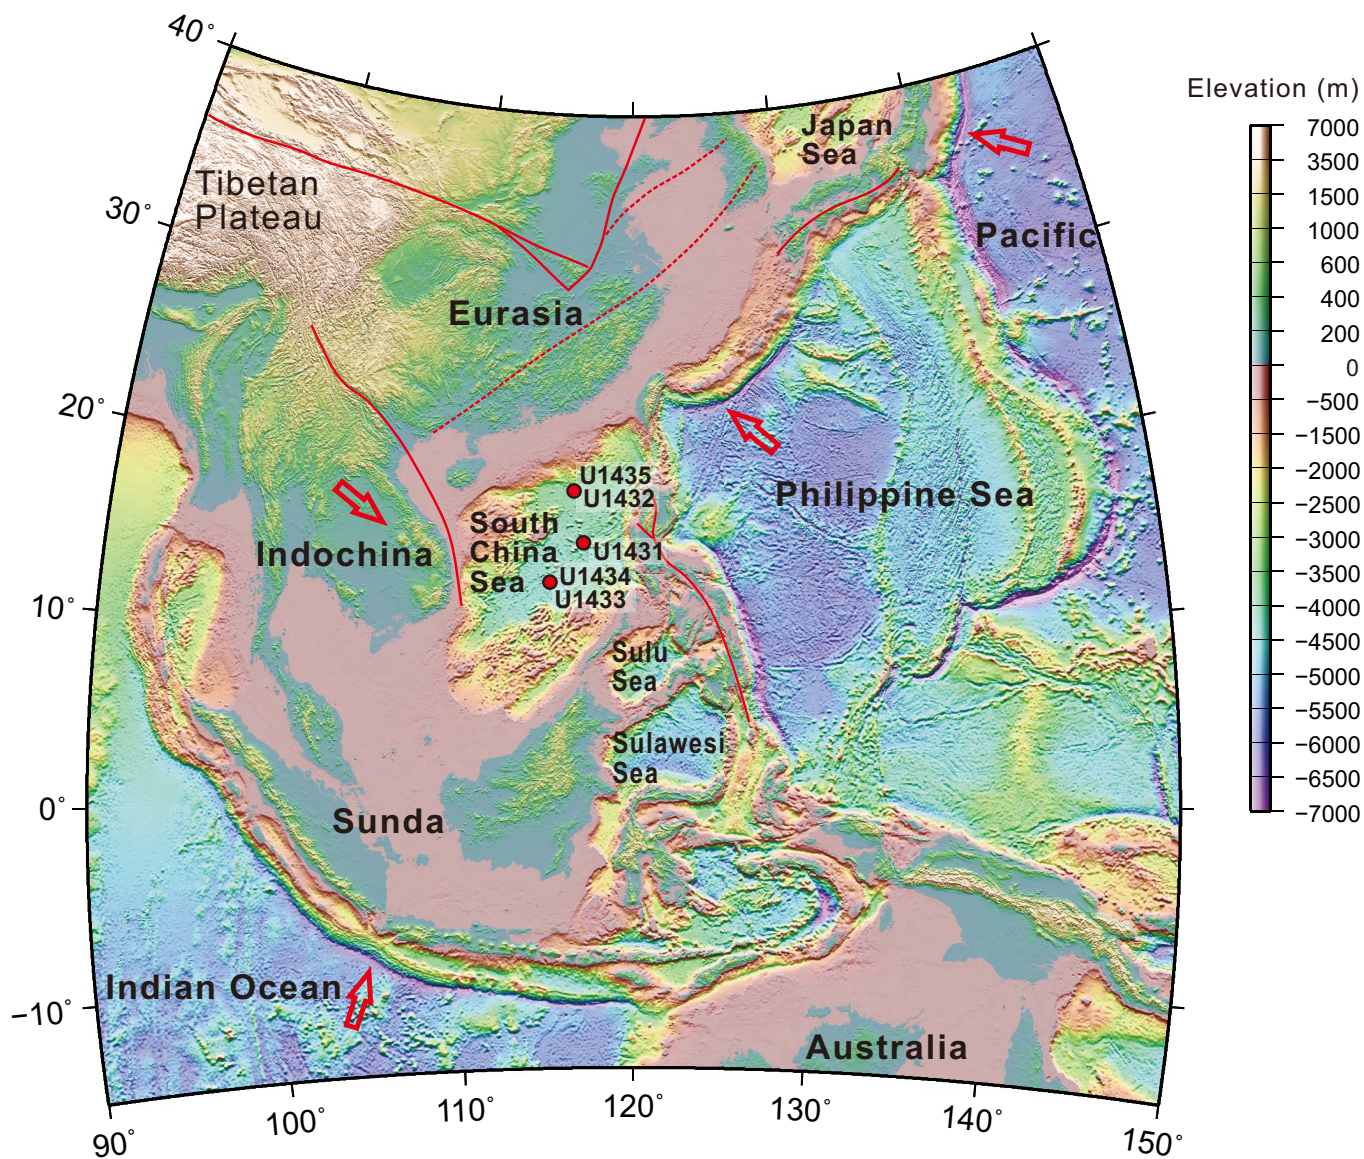 40°
30°
20°
10°
0°
−10°
90°
100°
110°
120°
130°
140°
150°
Japan
Sea
Tibetan
Plateau
Pacific
Eurasia
U1435
U1432
Philippine Sea
South
China
Sea
U1431
Indochina
U1434
U1433
Sulu
Sea
Sulawesi
Sea
Sunda
Indian Ocean
Australia
Elevation (m)
7000
3500
1500
1000
600
400
200
0
−500
−1500
−2000
−2500
−3000
−3500
−4000
−4500
−5000
−5500
−6000
−6500
−7000